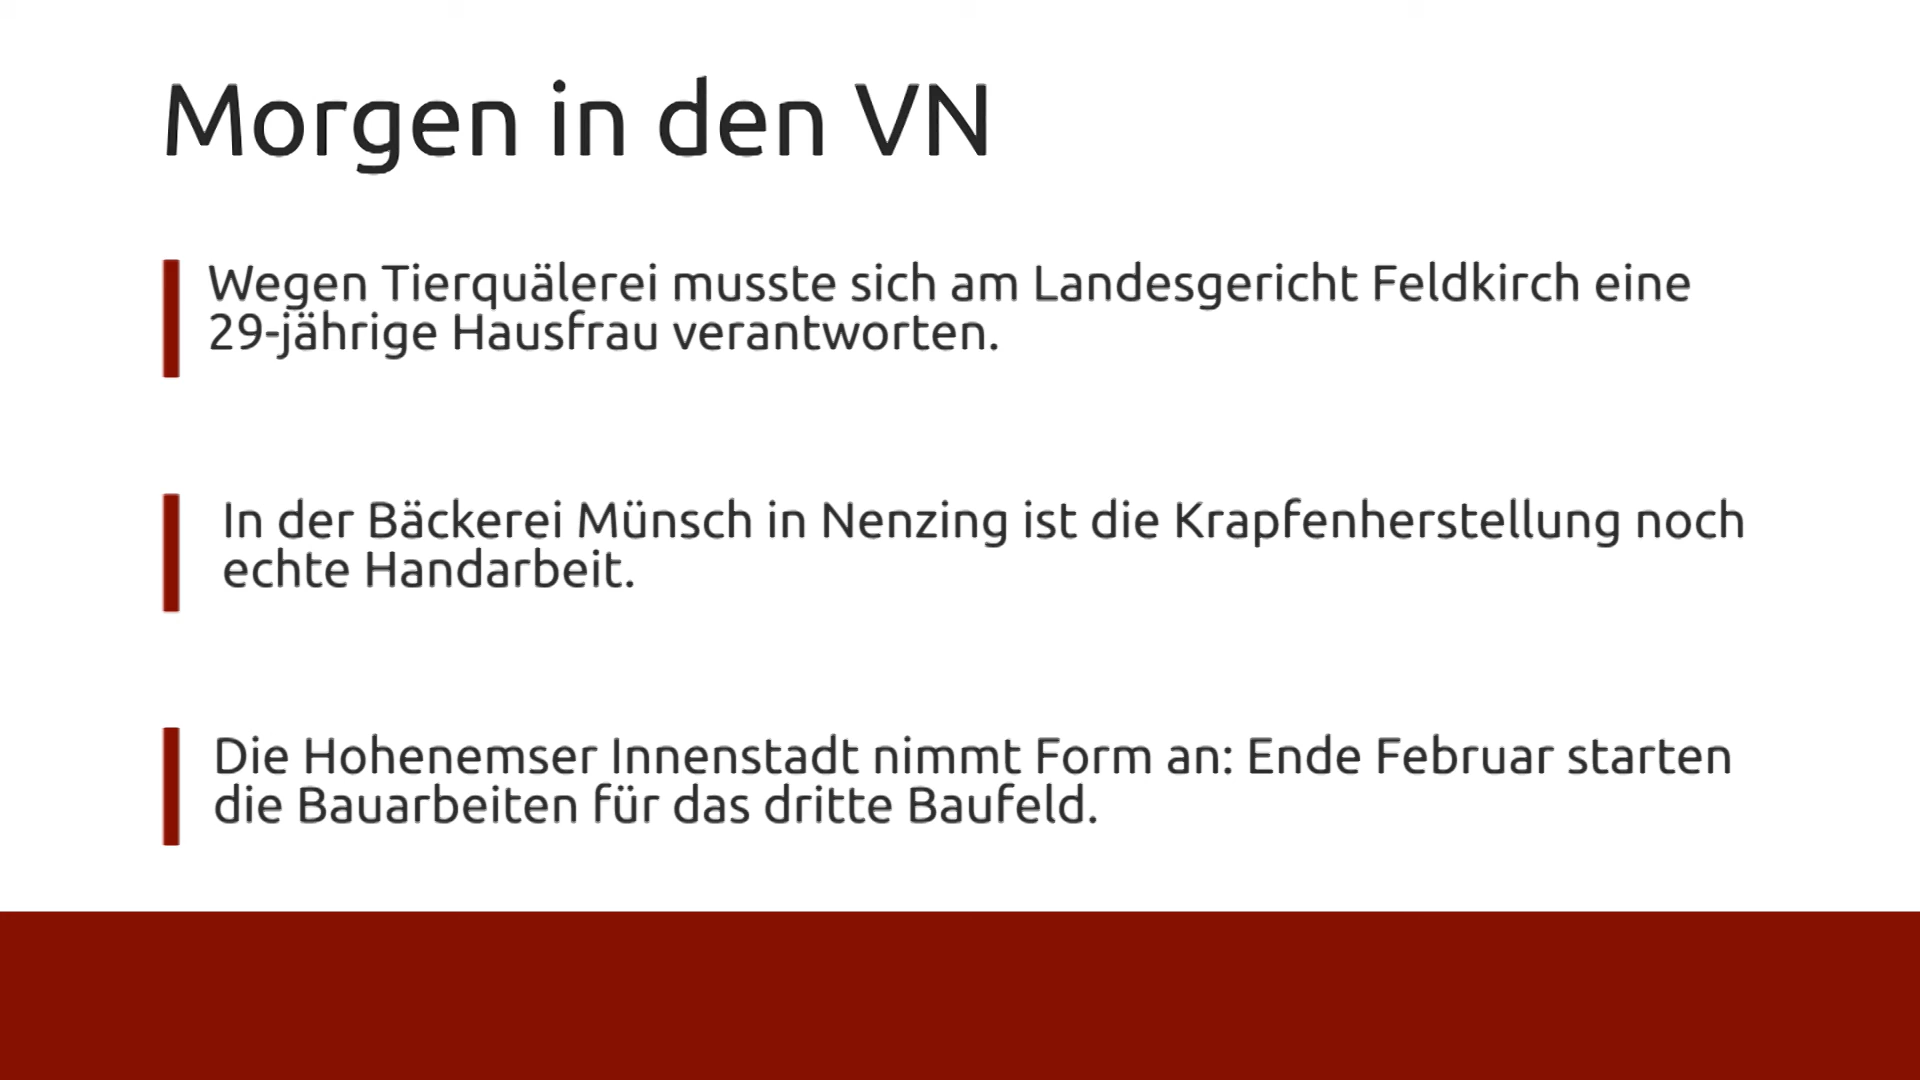 Morgen in den VN
Wegen Tierquälerei musste sich am Landesgericht Feldkirch eine
29-jährige Hausfrau verantworten.
In der Bäckerei Münsch in Nenzing ist die Krapfenherstellung noch
echte Handarbeit.
Die Hohenemser Innenstadt nimmt Form an: Ende Februar starten
die Bauarbeiten für das dritte Baufeld.